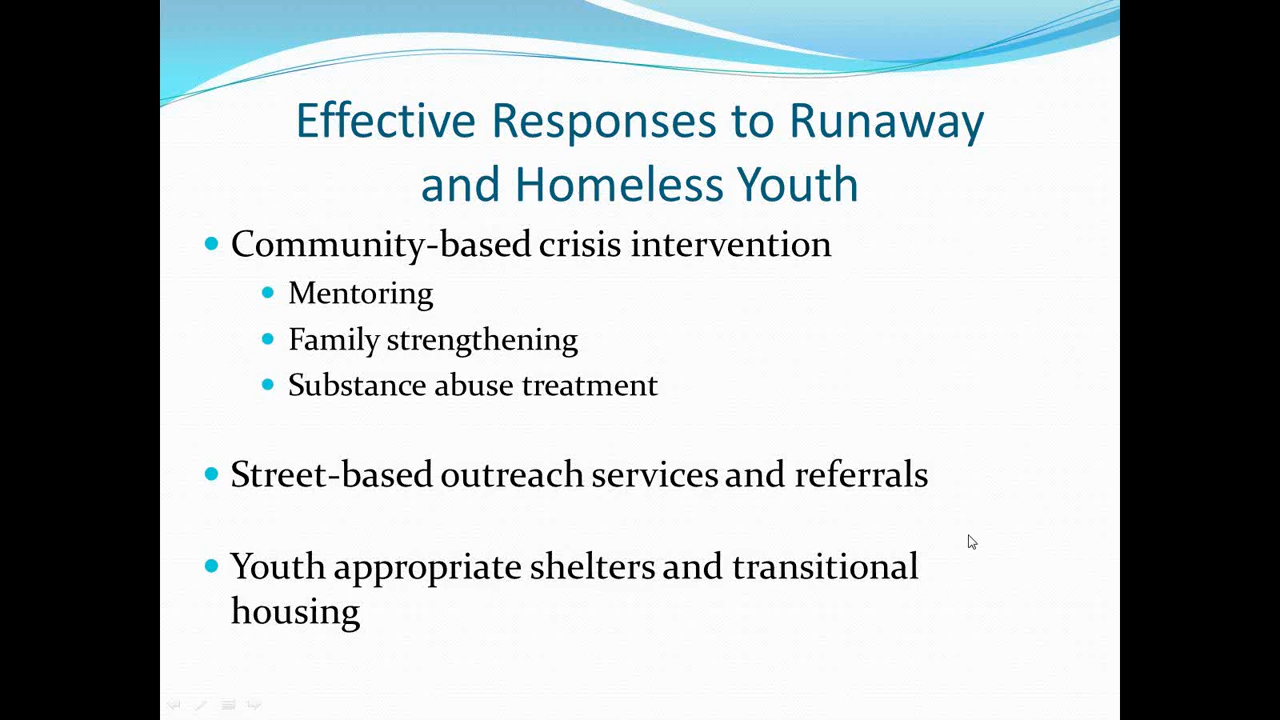 Effective Responses to Runaway
and Homeless Youth
Community-based crisis intervention
Mentoring
Family strengthening
Substance abuse treatment
Street-based outreach services and referrals
Youth appropriate shelters and transitional
housing